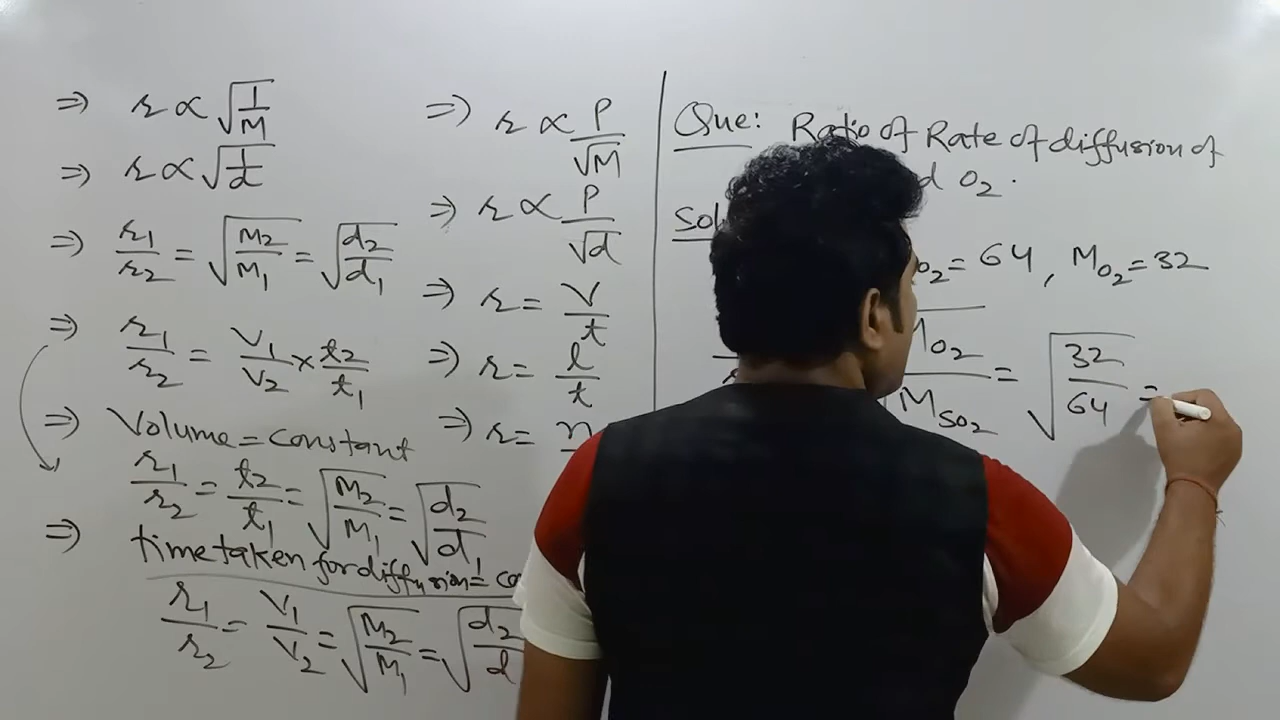 ⇒ r ∝ √(1/M)
⇒ r ∝ √(1/d)
⇒ r1/r2 = √(M2/M1) = √(d2/d1)
⇒ r1/r2 = V1/V2 × t2/t1
⇒ Volume = constant
r1/r2 = t2/t1 = √(M2/M1) = √(d2/d1)
⇒ time taken for diffusion =
r1/r2 = V1/V2 = √(M2/M1) = √(d2/d
⇒ r ∝ P/√M
⇒ r ∝ P/√d
⇒ r = V/t
⇒ r = l/t
⇒ r = n
Que: Ratio of Rate of diffusion of
O2.
Sol
O2 = 64, MO2 = 32
O2/MSO2 = √(32/64) =